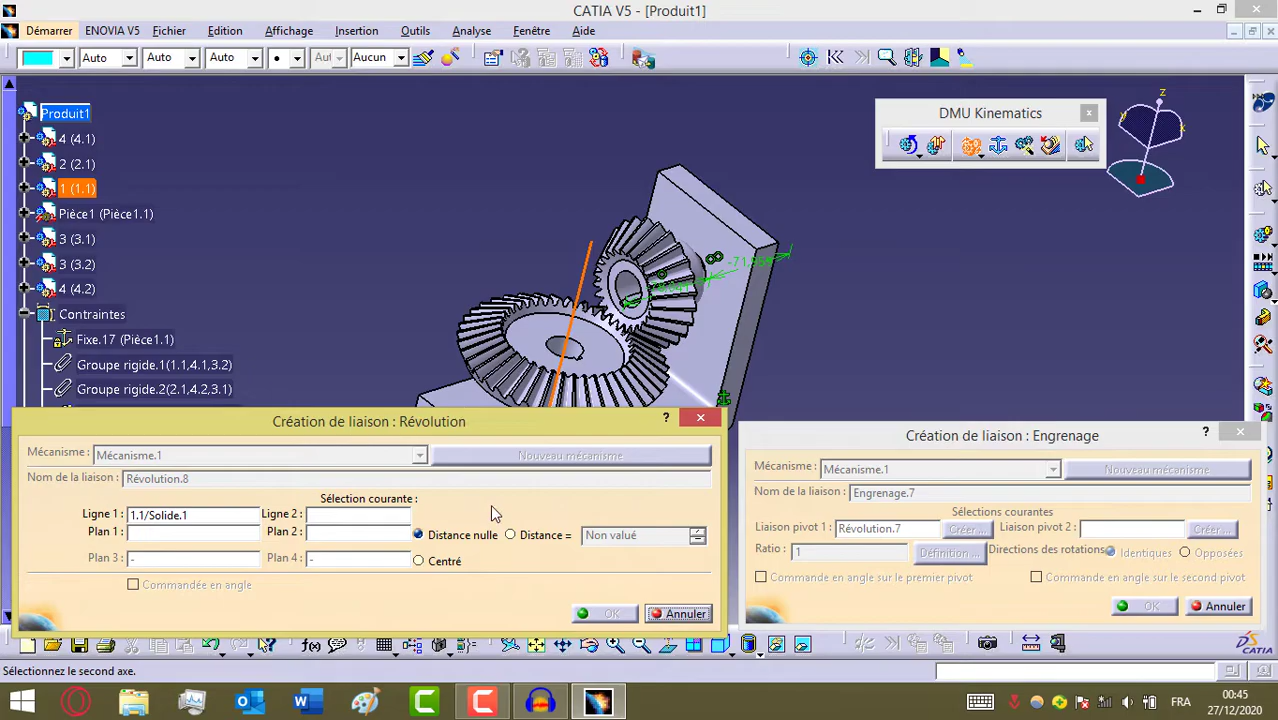 CATIA V5 - [Produit1]
Démarrer ENOVIA V5 Fichier Edition Affichage Insertion Outils Analyse Fenêtre Aide
Auto Auto Auto Aut Aucun
DMU Kinematics
z
y
x
Produit1
4 (4.1)
2 (2.1)
1 (1.1)
Pièce1 (Pièce1.1)
3 (3.1)
3 (3.2)
4 (4.2)
Contraintes
Fixe.17 (Pièce1.1)
Groupe rigide.1(1.1,4.1,3.2)
Groupe rigide.2(2.1,4.2,3.1)
Création de liaison : Révolution
?
Mécanisme : Mécanisme.1 Nouveau mécanisme
Nom de la liaison : Révolution.8
Sélection courante :
Ligne 1 : 1.1/Solide.1 Ligne 2 :
Plan 1 : Plan 2 : Distance nulle Distance = Non valué
Plan 3 : - Plan 4 : - Centré
Commandée en angle
OK Annuler
Création de liaison : Engrenage
?
Mécanisme : Mécanisme.1 Nouveau mécanisme
Nom de la liaison : Engrenage.7
Sélections courantes
Liaison pivot 1 : Révolution.7 Créer... Liaison pivot 2 : Créer...
Ratio : 1 Définition... Directions des rotations : Identiques Opposées
Commande en angle sur le premier pivot Commande en angle sur le second pivot
OK Annuler
f(x)
CATIA
Sélectionnez le second axe.
FRA
00:45
27/12/2020